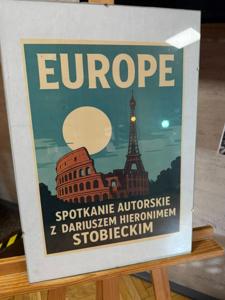 EUROPE
SPOTKANIE AUTORSKIE
Z DARIUSZEM HIERONIMEM
STOBIECKIM